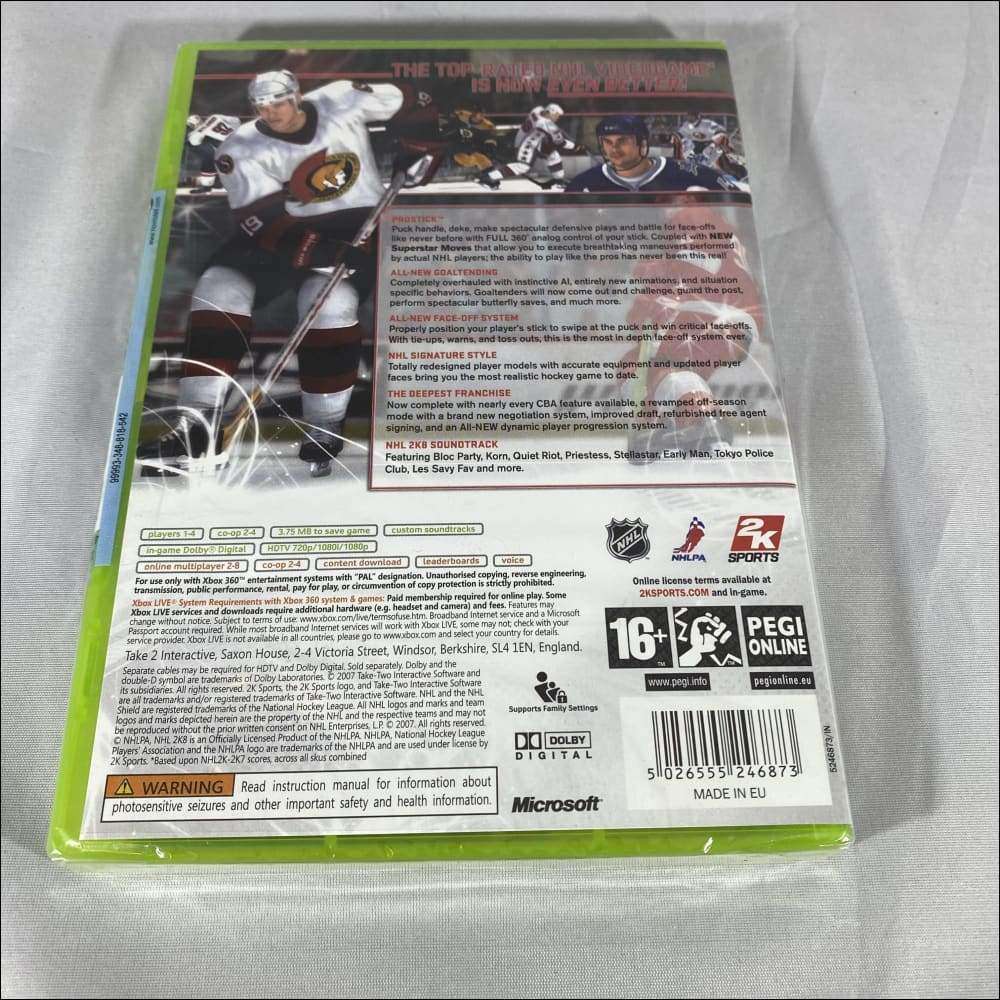 THE TOP-RATED NHL VIDEOGAME*
IS NOW EVEN BETTER!
19
PROSTICK™
Puck handle, deke, make spectacular defensive plays and battle for face-offs
like never before with FULL 360° analog control of your stick. Coupled with NEW
Superstar Moves that allow you to execute breathtaking maneuvers performed
by actual NHL players; the ability to play like the pros has never been this real!
ALL-NEW GOALTENDING
Completely overhauled with instinctive AI, entirely new animations, and situation
specific behaviors. Goaltenders will now come out and challenge, guard the post,
perform spectacular butterfly saves, and much more.
ALL-NEW FACE-OFF SYSTEM
Properly position your player's stick to swipe at the puck and win critical face-offs.
With tie-ups, warns, and toss outs, this is the most in depth face-off system ever.
NHL SIGNATURE STYLE
Totally redesigned player models with accurate equipment and updated player
faces bring you the most realistic hockey game to date.
THE DEEPEST FRANCHISE
Now complete with nearly every CBA feature available, a revamped off-season
mode with a brand new negotiation system, improved draft, refurbished free agent
signing, and an All-NEW dynamic player progression system.
NHL 2K8 SOUNDTRACK
Featuring Bloc Party, Korn, Quiet Riot, Priestess, Stellastar, Early Man, Tokyo Police
Club, Les Savy Fav and more.
99993-346-818-542
players 1-4 co-op 2-4 3.75 MB to save game custom soundtracks
in-game Dolby® Digital HDTV 720p/1080i/1080p
online multiplayer 2-8 co-op 2-4 content download leaderboards voice
For use only with Xbox 360™ entertainment systems with "PAL" designation. Unauthorised copying, reverse engineering,
transmission, public performance, rental, pay for play, or circumvention of copy protection is strictly prohibited.
Xbox LIVE® System Requirements with Xbox 360 system & games: Paid membership required for online play. Some
Xbox LIVE services and downloads require additional hardware (e.g. headset and camera) and fees. Features may
change without notice. Subject to terms of use: www.xbox.com/live/termsofuse.htm. Broadband Internet service and a Microsoft
Passport account required. While most broadband Internet services will work with Xbox LIVE, some may not; check with your
service provider. Xbox LIVE is not available in all countries, please go to www.xbox.com and select your country for details.
Take 2 Interactive, Saxon House, 2-4 Victoria Street, Windsor, Berkshire, SL4 1EN, England.
Separate cables may be required for HDTV and Dolby Digital. Sold separately. Dolby and the
double-D symbol are trademarks of Dolby Laboratories. © 2007 Take-Two Interactive Software and
its subsidiaries. All rights reserved. 2K Sports, the 2K Sports logo, and Take-Two Interactive Software
are all trademarks and/or registered trademarks of Take-Two Interactive Software. NHL and the NHL
Shield are registered trademarks of the National Hockey League. All NHL logos and marks and team
logos and marks depicted herein are the property of the NHL and the respective teams and may not
be reproduced without the prior written consent on NHL Enterprises, L.P. © 2007. All rights reserved.
© NHLPA, NHL 2K8 is an Officially Licensed Product of the NHLPA. NHLPA, National Hockey League
Players' Association and the NHLPA logo are trademarks of the NHLPA and are used under license by
2K Sports. *Based upon NHL2K-2K7 scores, across all skus combined
WARNING Read instruction manual for information about
photosensitive seizures and other important safety and health information.
NHL
NHLPA
2K
SPORTS
Online license terms available at
2KSPORTS.COM and in-game.
16+
™
www.pegi.info
PEGI
ONLINE
pegionline.eu
Supports Family Settings
DOLBY
DIGITAL
Microsoft®
5 026555 246873
MADE IN EU
5246873/IN